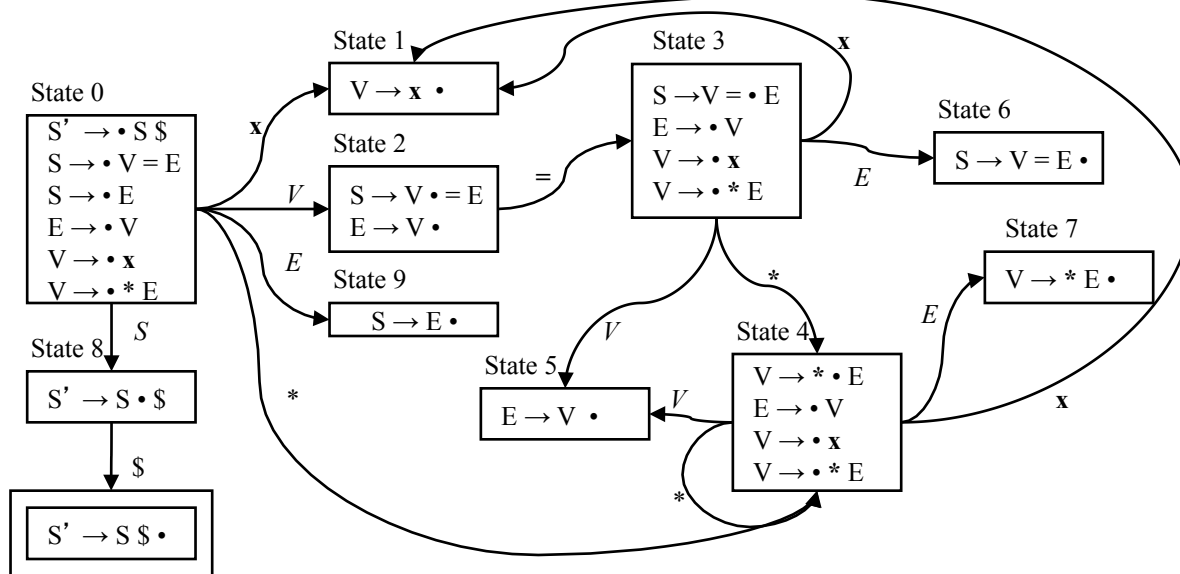 State 0
S' → • S $
S → • V = E
S → • E
E → • V
V → • x
V → • * E
x
V
E
S
*
State 1
V → x •
State 2
S → V • = E
E → V •
=
State 9
S → E •
State 3
S → V = • E
E → • V
V → • x
V → • * E
x
E
*
V
State 6
S → V = E •
State 7
V → * E •
E
x
State 4
V → * • E
E → • V
V → • x
V → • * E
V
*
State 5
E → V •
State 8
S' → S • $
$
S' → S $ •